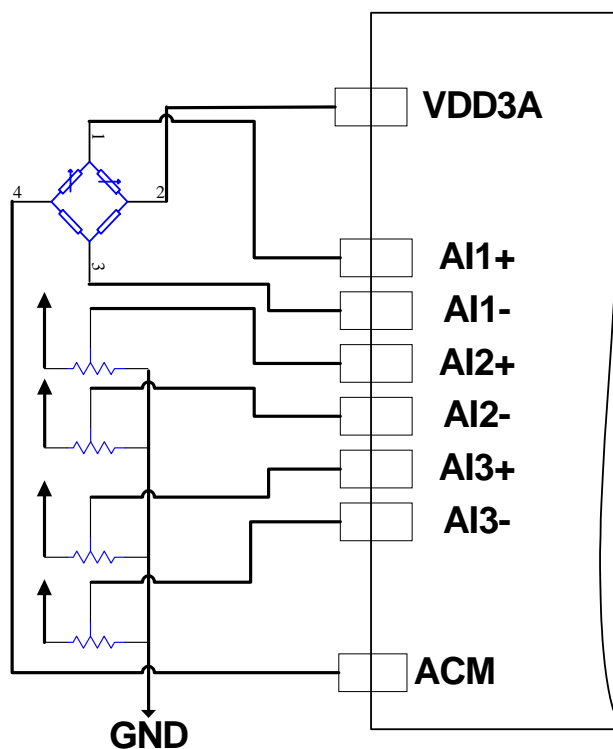 VDD3A
1
4
2
3
AI1+
AI1-
AI2+
AI2-
AI3+
AI3-
ACM
GND